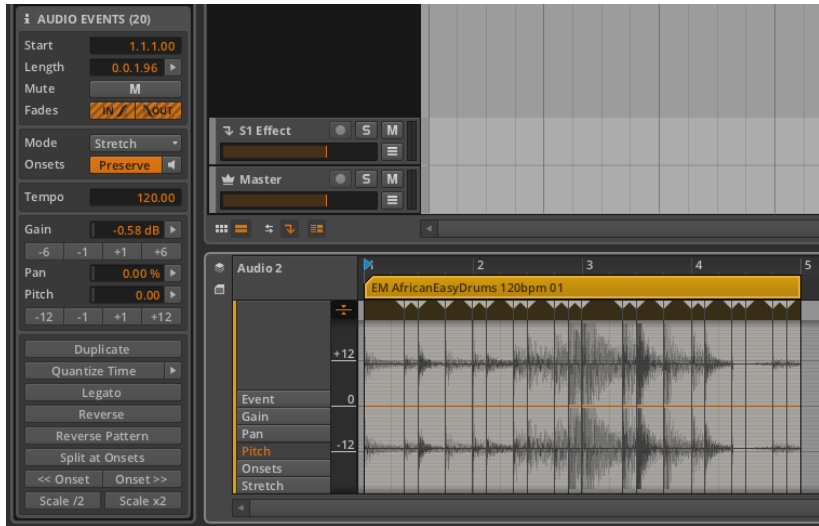 i AUDIO EVENTS (20)
Start 1.1.1.00
Length 0.0.1.96
Mute M
Fades IN OUT
Mode Stretch
Onsets Preserve
Tempo 120.00
Gain -0.58 dB
-6 -1 +1 +6
Pan 0.00 %
Pitch 0.00
-12 -1 +1 +12
Duplicate
Quantize Time
Legato
Reverse
Reverse Pattern
Split at Onsets
<< Onset Onset >>
Scale /2 Scale x2
S1 Effect S M
Master S M
Audio 2
2 3 4 5
EM AfricanEasyDrums 120bpm 01
+12
0
-12
Event
Gain
Pan
Pitch
Onsets
Stretch